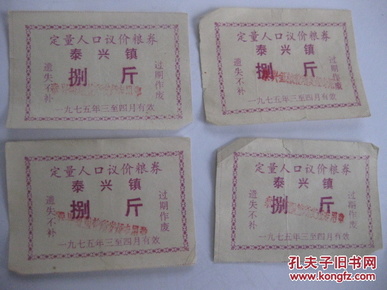 定量人口议价粮券
泰兴镇
捌 斤
遗失不补
过期作废
一九七五年三至四月有效
定量人口议价粮券
泰兴镇
捌 斤
遗失不补
过期作废
一九七五年三至四月有效
定量人口议价粮券
泰兴镇
捌 斤
遗失不补
过期作废
一九七五年三至四月有效
定量人口议价粮券
泰兴镇
捌 斤
遗失不补
过期作废
一九七五年三至四月有效
孔夫子旧书网
www.kongfz.com